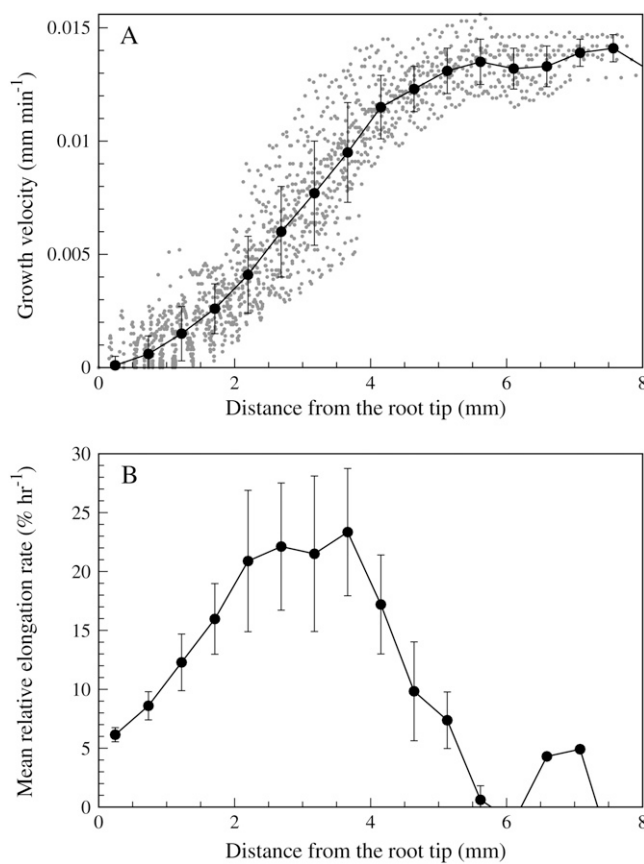 A
0.015
0.01
0.005
0
Growth velocity (mm min⁻¹)
0 2 4 6 8
Distance from the root tip (mm)
B
30
25
20
15
10
5
0
Mean relative elongation rate (% hr⁻¹)
0 2 4 6 8
Distance from the root tip (mm)